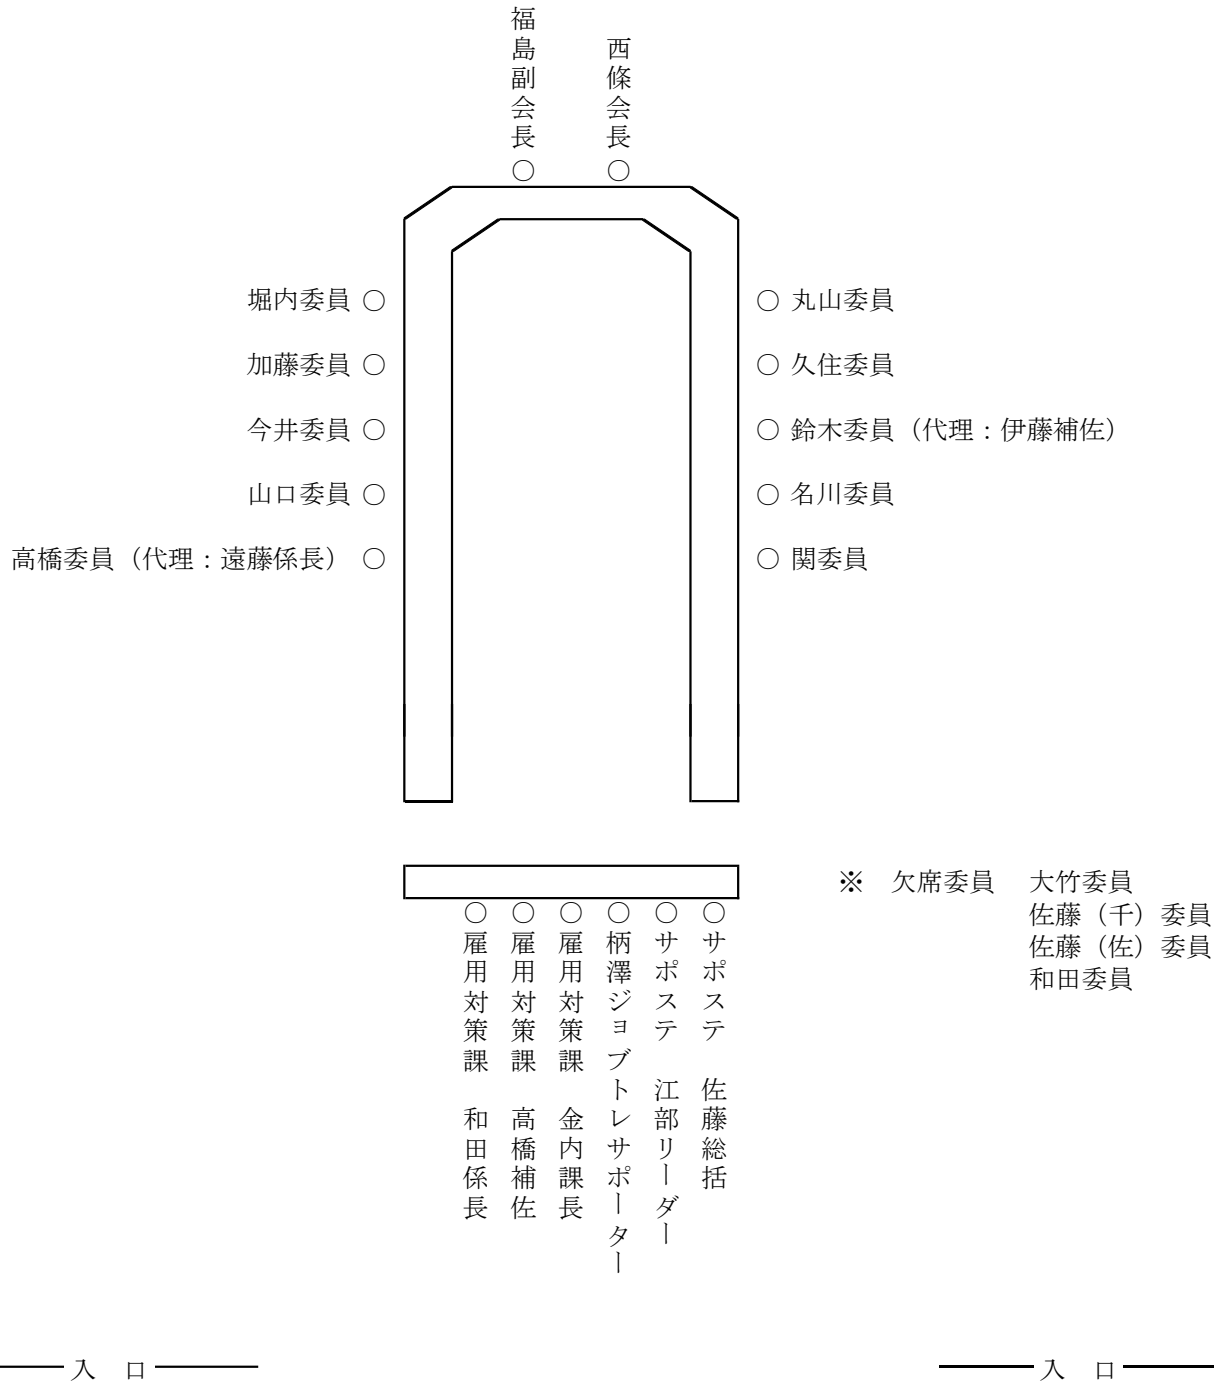 福島副会長○
西條会長○
堀内委員 ○
○ 丸山委員
加藤委員 ○
○ 久住委員
今井委員 ○
○ 鈴木委員（代理：伊藤補佐）
山口委員 ○
○ 名川委員
高橋委員（代理：遠藤係長） ○
○ 関委員
※　欠席委員　大竹委員
佐藤（千）委員
佐藤（佐）委員
和田委員
○雇用対策課　和田係長
○雇用対策課　高橋補佐
○雇用対策課　金内課長
○柄澤ジョブトレサポーター
○サポステ　江部リーダー
○サポステ　佐藤総括
入　口
入　口